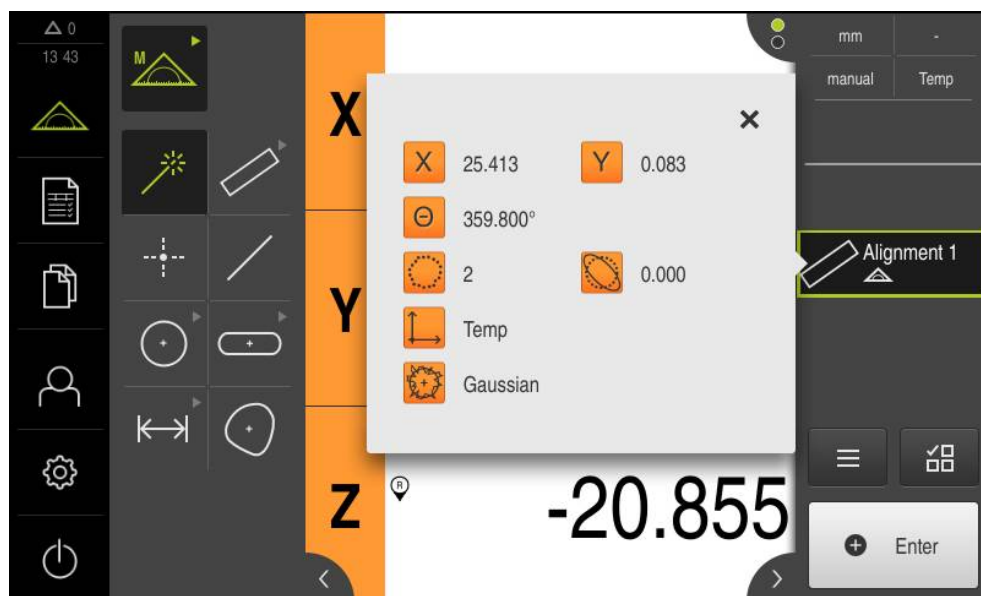 0
13 43
M
X
Y
Z
R
-20.855
X 25.413 Y 0.083
Θ 359.800°
2 0.000
Temp
Gaussian
mm -
manual Temp
Alignment 1
Enter